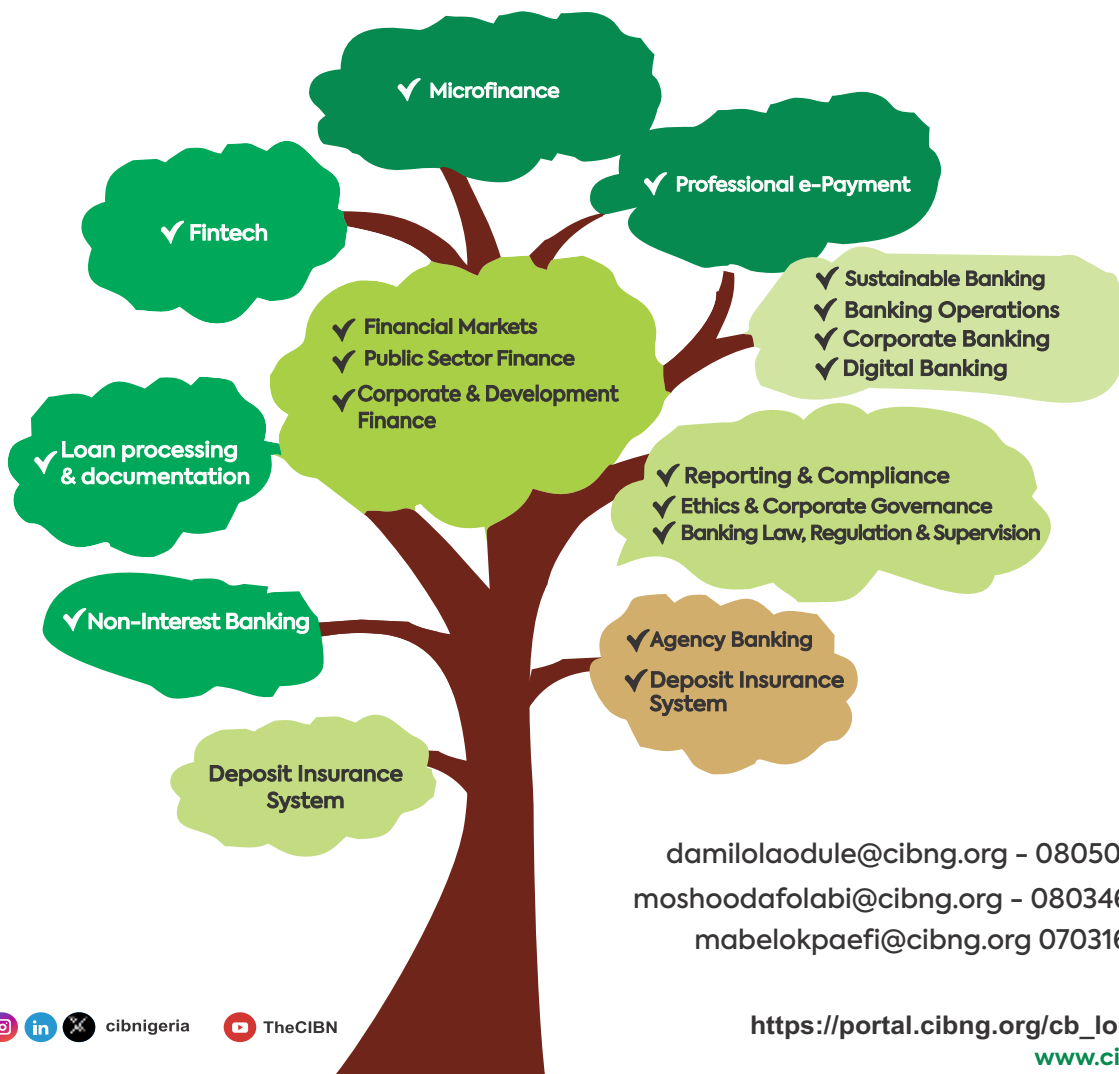 ✓ Microfinance
✓ Professional e-Payment
✓ Fintech
✓ Sustainable Banking
✓ Banking Operations
✓ Corporate Banking
✓ Digital Banking
✓ Financial Markets
✓ Public Sector Finance
✓ Corporate & Development
Finance
✓ Loan processing
& documentation
✓ Reporting & Compliance
✓ Ethics & Corporate Governance
✓ Banking Law, Regulation & Supervision
✓ Non-Interest Banking
✓ Agency Banking
✓ Deposit Insurance
System
Deposit Insurance
System
damilolaodule@cibng.org - 08050
moshoodafolabi@cibng.org - 080346
mabelokpaefi@cibng.org 070316
in X cibnigeria TheCIBN
https://portal.cibng.org/cb_lo
www.ci